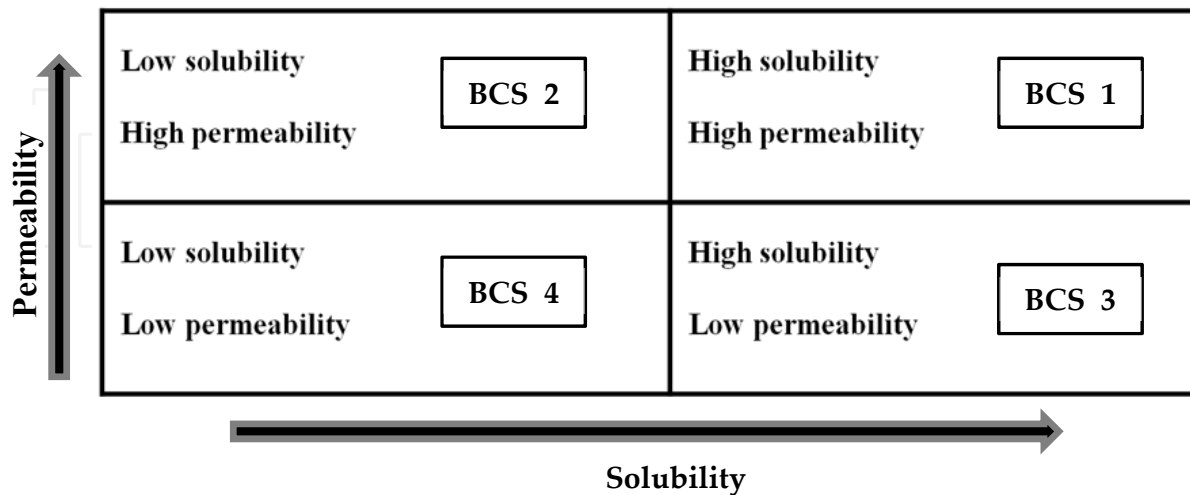 Low solubility
BCS 2
High permeability
High solubility
BCS 1
High permeability
Permeability
Low solubility
BCS 4
Low permeability
High solubility
BCS 3
Low permeability
Solubility